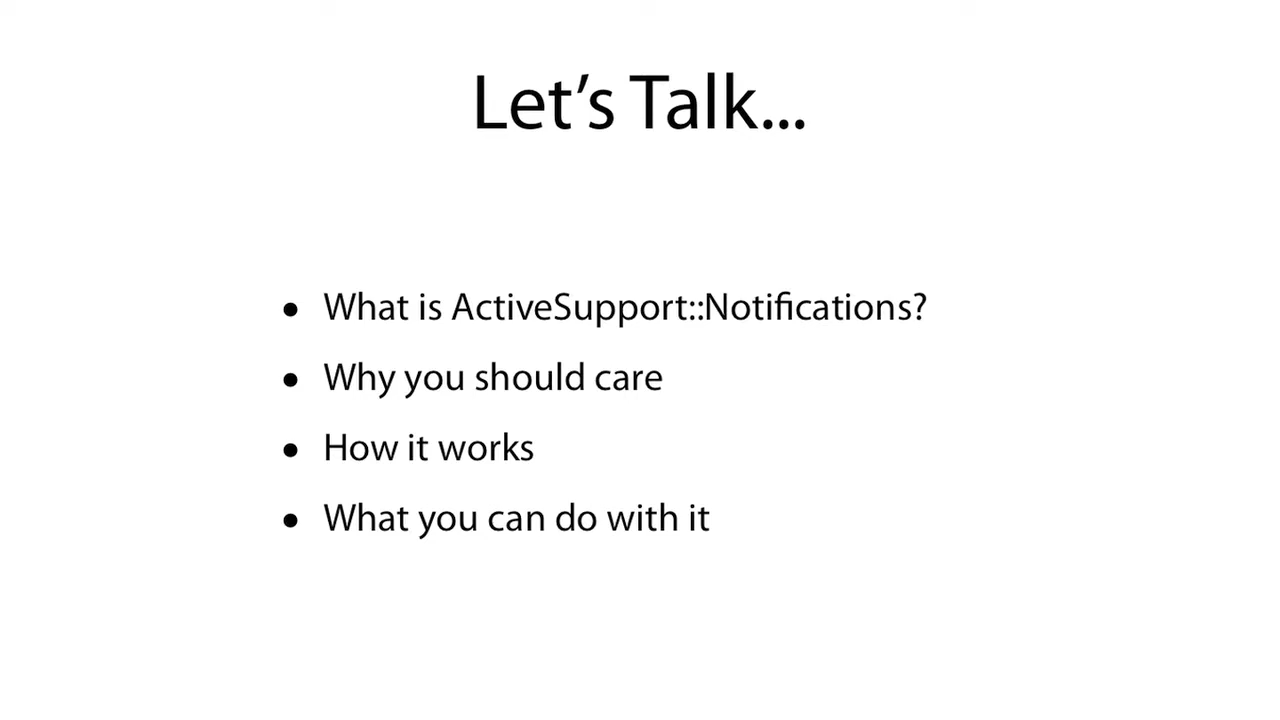 Let's Talk...
• What is ActiveSupport::Notifications?
• Why you should care
• How it works
• What you can do with it